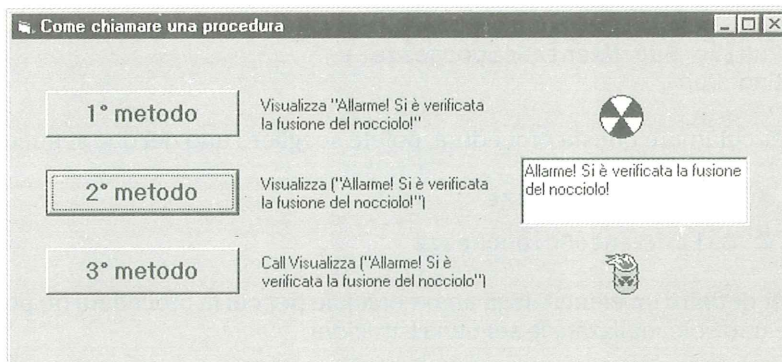 Come chiamare una procedura
1° metodo
Visualizza "Allarme! Si è verificata
la fusione del nocciolo!"
2° metodo
Visualizza ("Allarme! Si è verificata
la fusione del nocciolo!")
Allarme! Si è verificata la fusione
del nocciolo!
3° metodo
Call Visualizza ("Allarme! Si è
verificata la fusione del nocciolo")